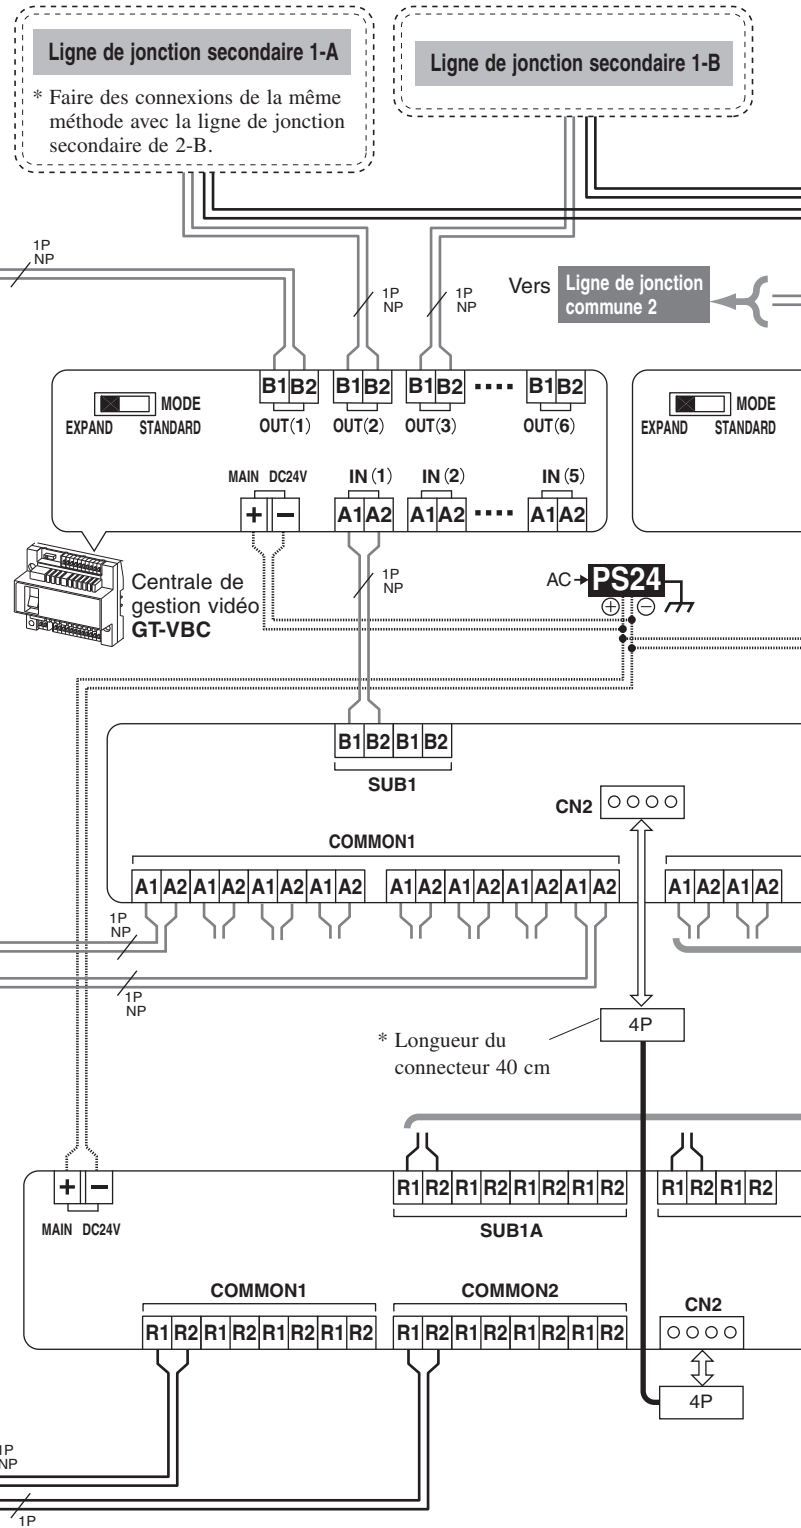 Ligne de jonction secondaire 1-A
* Faire des connexions de la même
méthode avec la ligne de jonction
secondaire de 2-B.
Ligne de jonction secondaire 1-B
1P
NP
1P
NP
1P
NP
Vers
Ligne de jonction
commune 2
B1 B2 B1 B2 B1 B2 ···· B1 B2
OUT(1) OUT(2) OUT(3) OUT(6)
MODE
EXPAND STANDARD
MODE
EXPAND STANDARD
MAIN DC24V IN(1) IN(2) IN(5)
+ − A1 A2 A1 A2 ···· A1 A2
Centrale de
gestion vidéo
GT-VBC
1P
NP
AC PS24
+ −
B1 B2 B1 B2
SUB1
CN2
COMMON1
A1 A2 A1 A2 A1 A2 A1 A2 A1 A2 A1 A2 A1 A2 A1 A2 A1 A2 A1 A2
1P
NP
1P
NP
4P
* Longueur du
connecteur 40 cm
+ −
MAIN DC24V
R1 R2 R1 R2 R1 R2 R1 R2 R1 R2 R1 R2
SUB1A
COMMON1 COMMON2
CN2
R1 R2 R1 R2 R1 R2 R1 R2 R1 R2 R1 R2 R1 R2 R1 R2
4P
1P
NP
1P